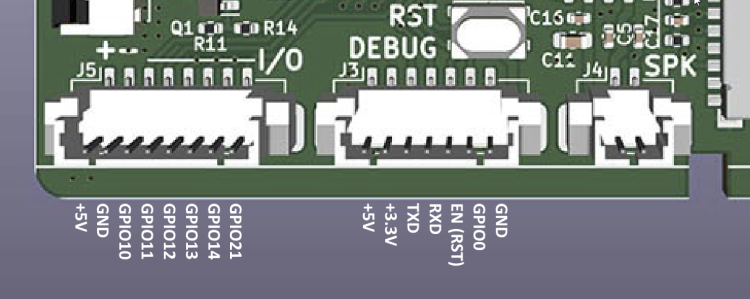 Q1
R14
R11
+-
I/O
J5
RST
DEBUG
J3
C16
C11
C5
C17
J4
SPK
+5V
GND
GPIO10
GPIO11
GPIO12
GPIO13
GPIO14
GPIO21
+5V
+3.3V
TXD
RXD
EN (RST)
GPIO0
GND